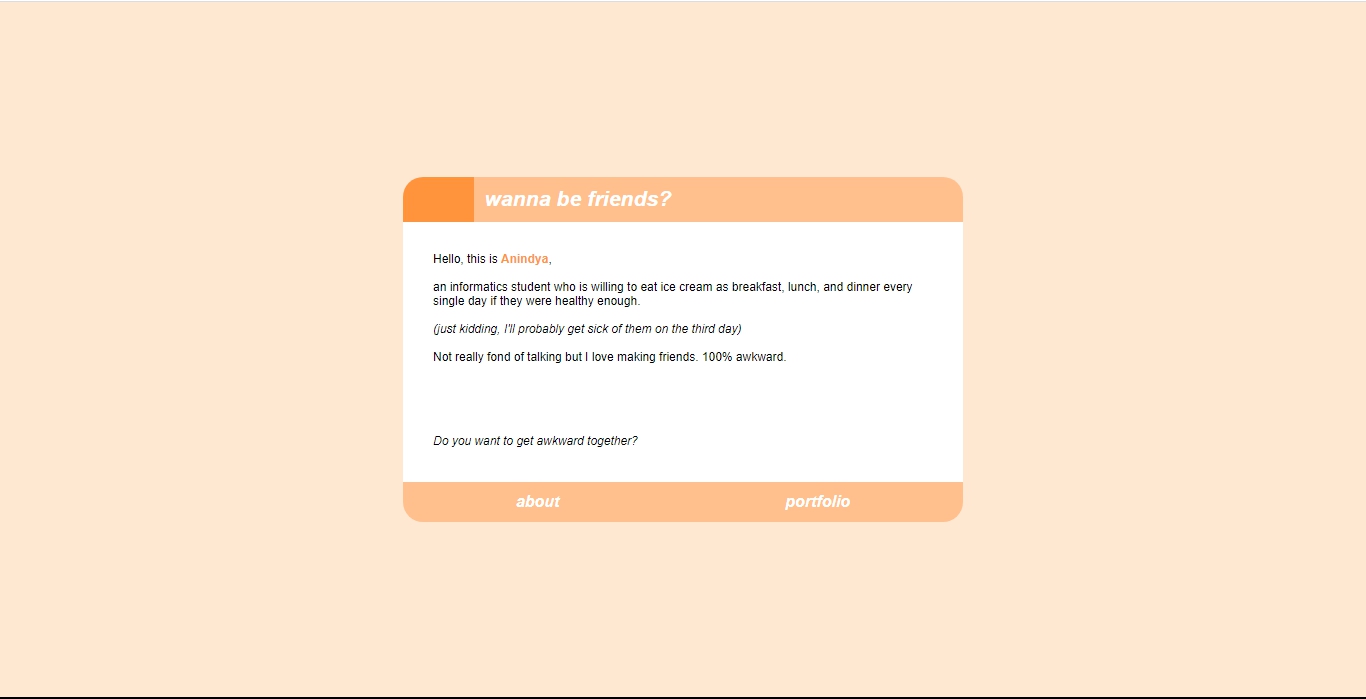 wanna be friends?
Hello, this is Anindya,
an informatics student who is willing to eat ice cream as breakfast, lunch, and dinner every
single day if they were healthy enough.
(just kidding, I'll probably get sick of them on the third day)
Not really fond of talking but I love making friends. 100% awkward.
Do you want to get awkward together?
about
portfolio